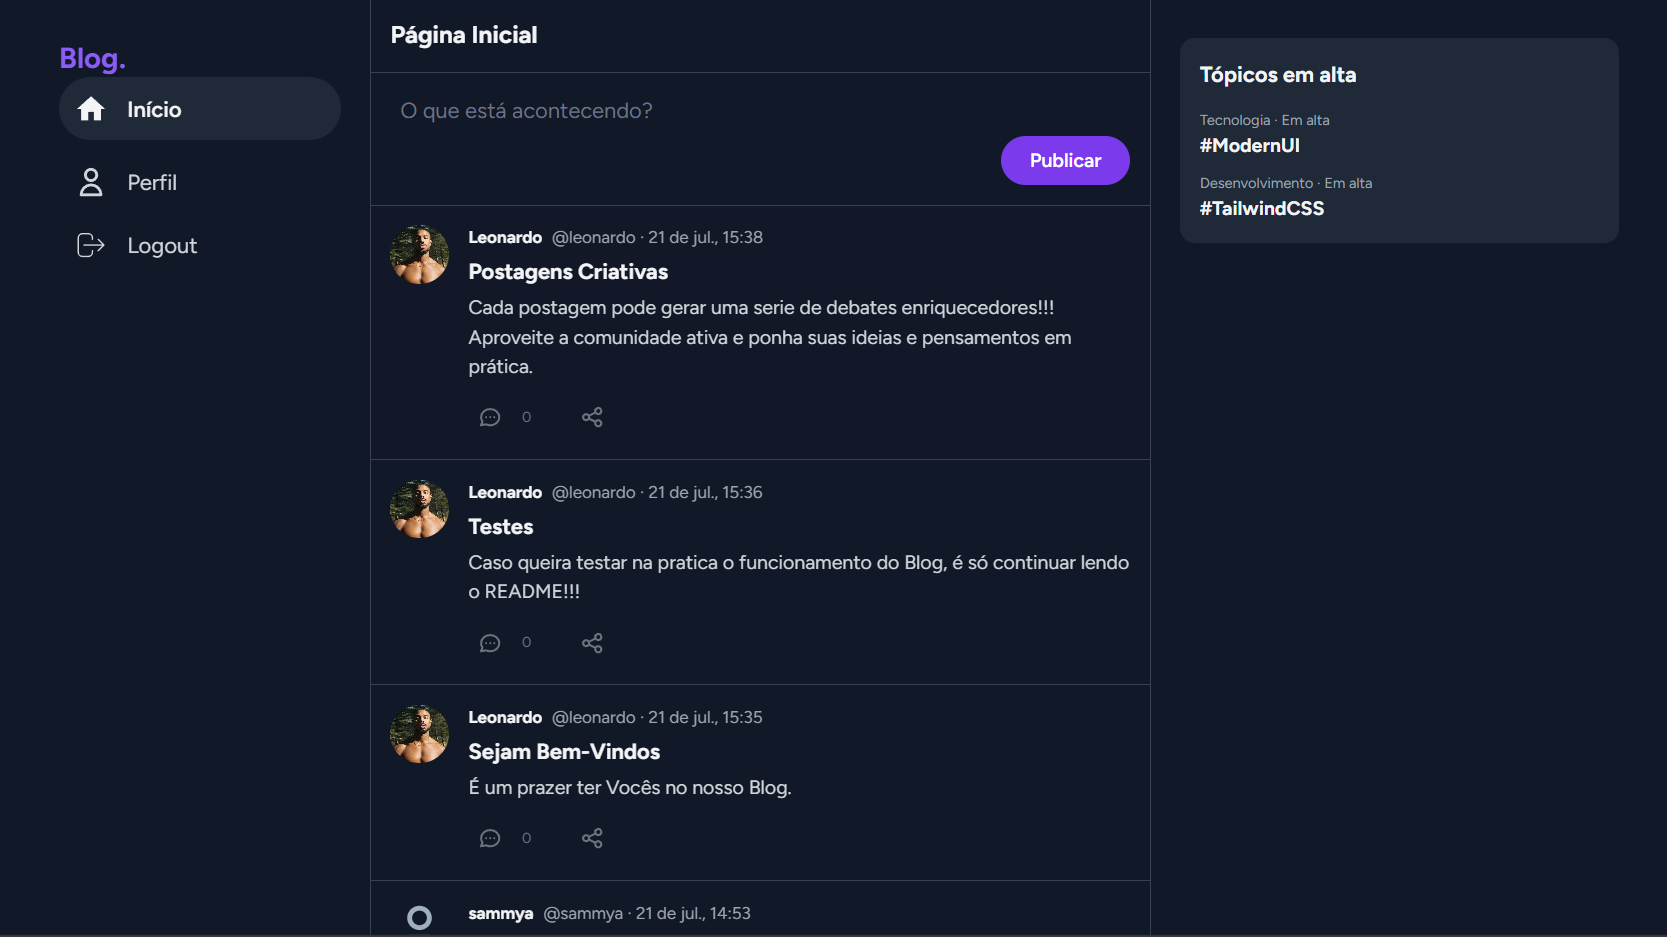 Blog.
Início
Perfil
Logout
Página Inicial
O que está acontecendo?
Publicar
Leonardo @leonardo · 21 de jul., 15:38
Postagens Criativas
Cada postagem pode gerar uma serie de debates enriquecedores!!!
Aproveite a comunidade ativa e ponha suas ideias e pensamentos em
prática.
0
Leonardo @leonardo · 21 de jul., 15:36
Testes
Caso queira testar na pratica o funcionamento do Blog, é só continuar lendo
o README!!!
0
Leonardo @leonardo · 21 de jul., 15:35
Sejam Bem-Vindos
É um prazer ter Vocês no nosso Blog.
0
sammya @sammya · 21 de jul., 14:53
Tópicos em alta
Tecnologia · Em alta
#ModernUI
Desenvolvimento · Em alta
#TailwindCSS